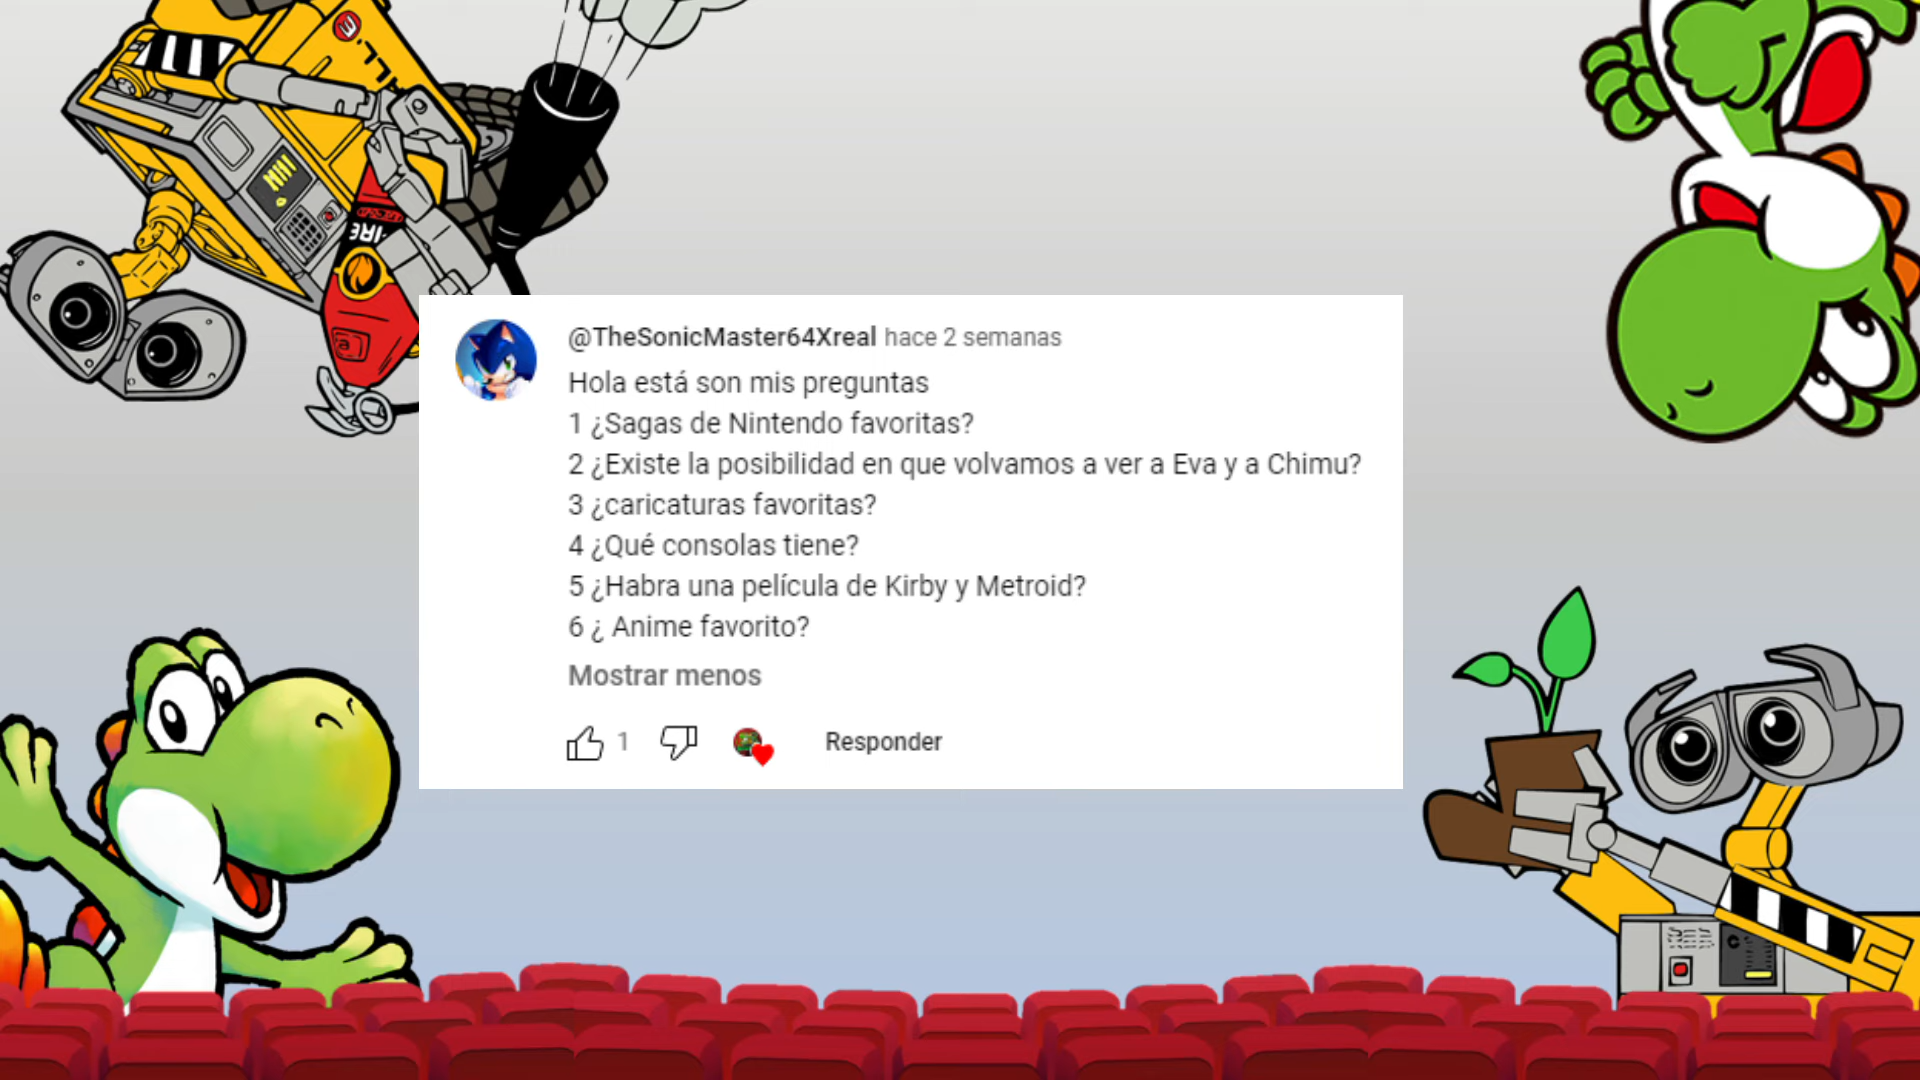 @TheSonicMaster64Xreal hace 2 semanas
Hola está son mis preguntas
1 ¿Sagas de Nintendo favoritas?
2 ¿Existe la posibilidad en que volvamos a ver a Eva y a Chimu?
3 ¿caricaturas favoritas?
4 ¿Qué consolas tiene?
5 ¿Habra una película de Kirby y Metroid?
6 ¿ Anime favorito?
Mostrar menos
1
Responder